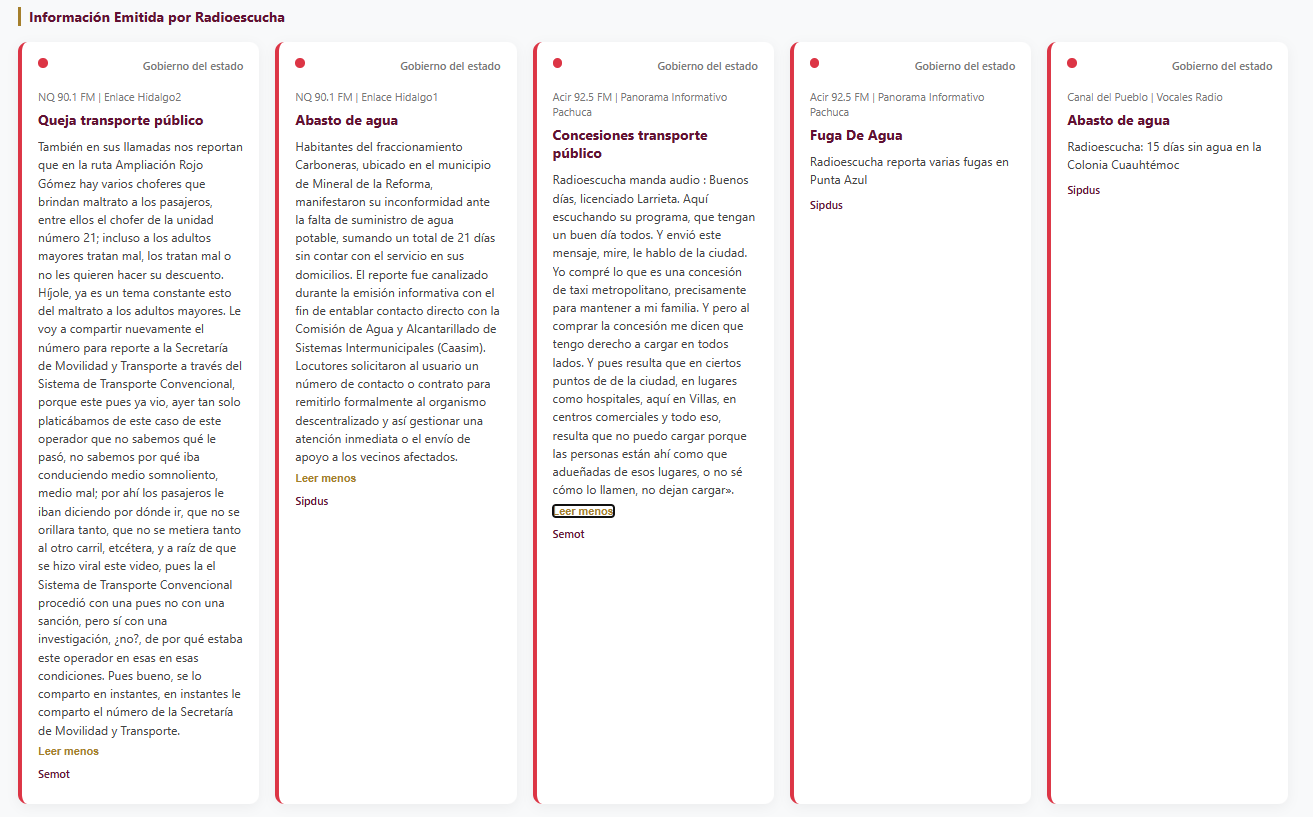 Información Emitida por Radioescucha
Gobierno del estado
NQ 90.1 FM | Enlace Hidalgo2
Queja transporte público
También en sus llamadas nos reportan
que en la ruta Ampliación Rojo
Gómez hay varios choferes que
brindan maltrato a los pasajeros,
entre ellos el chofer de la unidad
número 21; incluso a los adultos
mayores tratan mal, los tratan mal o
no les quieren hacer su descuento.
Híjole, ya es un tema constante esto
del maltrato a los adultos mayores. Le
voy a compartir nuevamente el
número para reporte a la Secretaría
de Movilidad y Transporte a través del
Sistema de Transporte Convencional,
porque este pues ya vio, ayer tan solo
platicábamos de este caso de este
operador que no sabemos qué le
pasó, no sabemos por qué iba
conduciendo medio somnoliento,
medio mal; por ahí los pasajeros le
iban diciendo por dónde ir, que no se
orillara tanto, que no se metiera tanto
al otro carril, etcétera, y a raíz de que
se hizo viral este video, pues la el
Sistema de Transporte Convencional
procedió con una pues no con una
sanción, pero sí con una
investigación, ¿no?, de por qué estaba
este operador en esas en esas
condiciones. Pues bueno, se lo
comparto en instantes, en instantes le
comparto el número de la Secretaría
de Movilidad y Transporte.
Leer menos
Semot
Gobierno del estado
NQ 90.1 FM | Enlace Hidalgo1
Abasto de agua
Habitantes del fraccionamiento
Carboneras, ubicado en el municipio
de Mineral de la Reforma,
manifestaron su inconformidad ante
la falta de suministro de agua
potable, sumando un total de 21 días
sin contar con el servicio en sus
domicilios. El reporte fue canalizado
durante la emisión informativa con el
fin de entablar contacto directo con la
Comisión de Agua y Alcantarillado de
Sistemas Intermunicipales (Caasim).
Locutores solicitaron al usuario un
número de contacto o contrato para
remitirlo formalmente al organismo
descentralizado y así gestionar una
atención inmediata o el envío de
apoyo a los vecinos afectados.
Leer menos
Sipdus
Gobierno del estado
Acir 92.5 FM | Panorama Informativo
Pachuca
Concesiones transporte
público
Radioescucha manda audio : Buenos
días, licenciado Larrieta. Aquí
escuchando su programa, que tengan
un buen día todos. Y envió este
mensaje, mire, le hablo de la ciudad.
Yo compré lo que es una concesión
de taxi metropolitano, precisamente
para mantener a mi familia. Y pero al
comprar la concesión me dicen que
tengo derecho a cargar en todos
lados. Y pues resulta que en ciertos
puntos de de la ciudad, en lugares
como hospitales, aquí en Villas, en
centros comerciales y todo eso,
resulta que no puedo cargar porque
las personas están ahí como que
adueñadas de esos lugares, o no sé
cómo lo llamen, no dejan cargar».
Leer menos
Semot
Gobierno del estado
Acir 92.5 FM | Panorama Informativo
Pachuca
Fuga De Agua
Radioescucha reporta varias fugas en
Punta Azul
Sipdus
Gobierno del estado
Canal del Pueblo | Vocales Radio
Abasto de agua
Radioescucha: 15 días sin agua en la
Colonia Cuauhtémoc
Sipdus